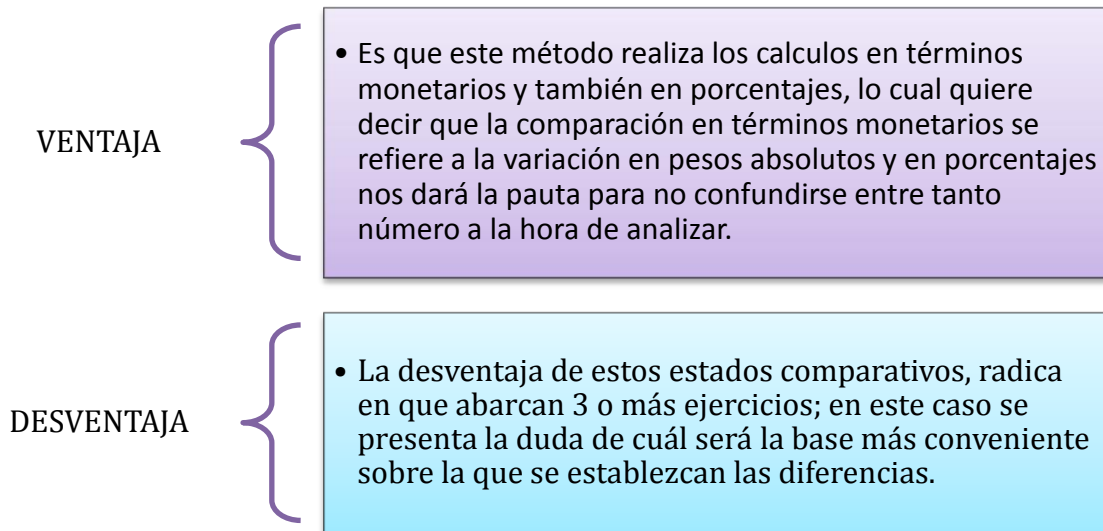 VENTAJA
• Es que este método realiza los calculos en términos
monetarios y también en porcentajes, lo cual quiere
decir que la comparación en términos monetarios se
refiere a la variación en pesos absolutos y en porcentajes
nos dará la pauta para no confundirse entre tanto
número a la hora de analizar.
DESVENTAJA
• La desventaja de estos estados comparativos, radica
en que abarcan 3 o más ejercicios; en este caso se
presenta la duda de cuál será la base más conveniente
sobre la que se establezcan las diferencias.